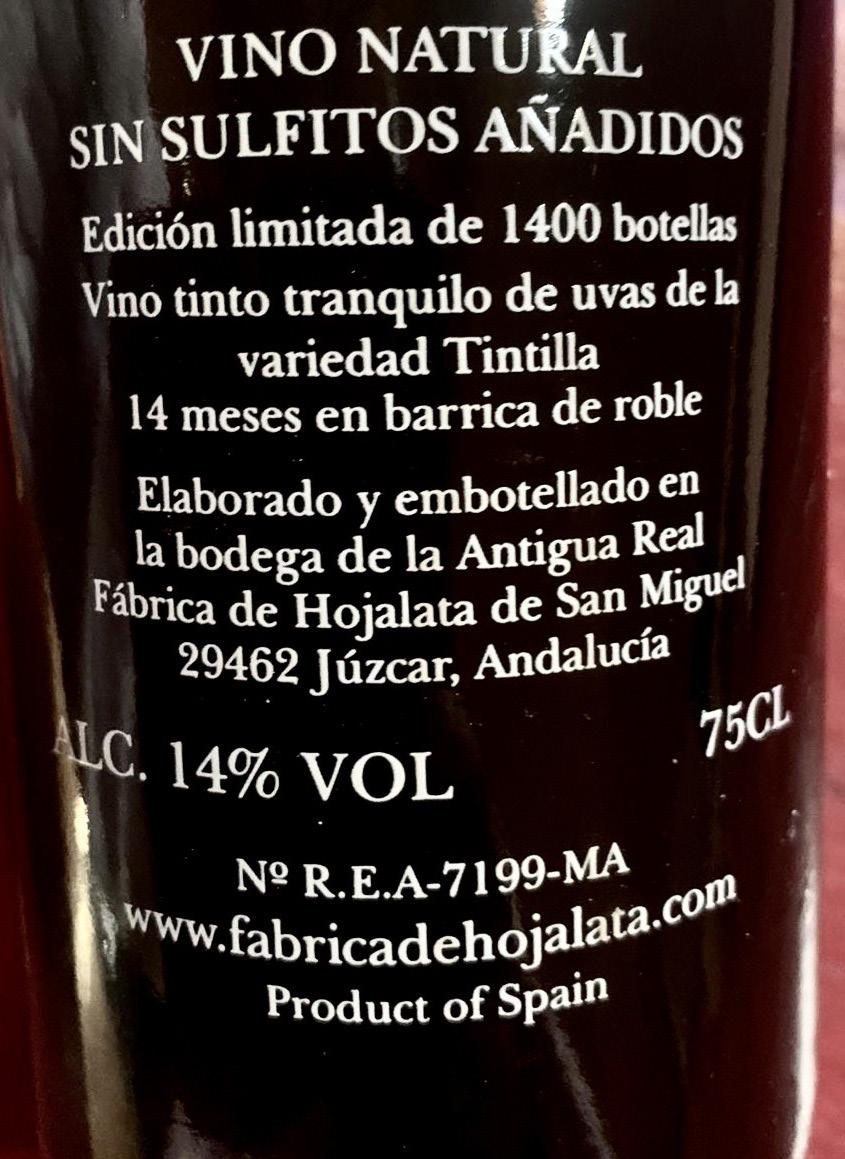 VINO NATURAL
SIN SULFITOS AÑADIDOS
Edición limitada de 1400 botellas
Vino tinto tranquilo de uvas de la
variedad Tintilla
14 meses en barrica de roble
Elaborado y embotellado en
la bodega de la Antigua Real
Fábrica de Hojalata de San Miguel
29462 Júzcar, Andalucía
ALC. 14% VOL 75CL
Nº R.E.A-7199-MA
www.fabricadehojalata.com
Product of Spain